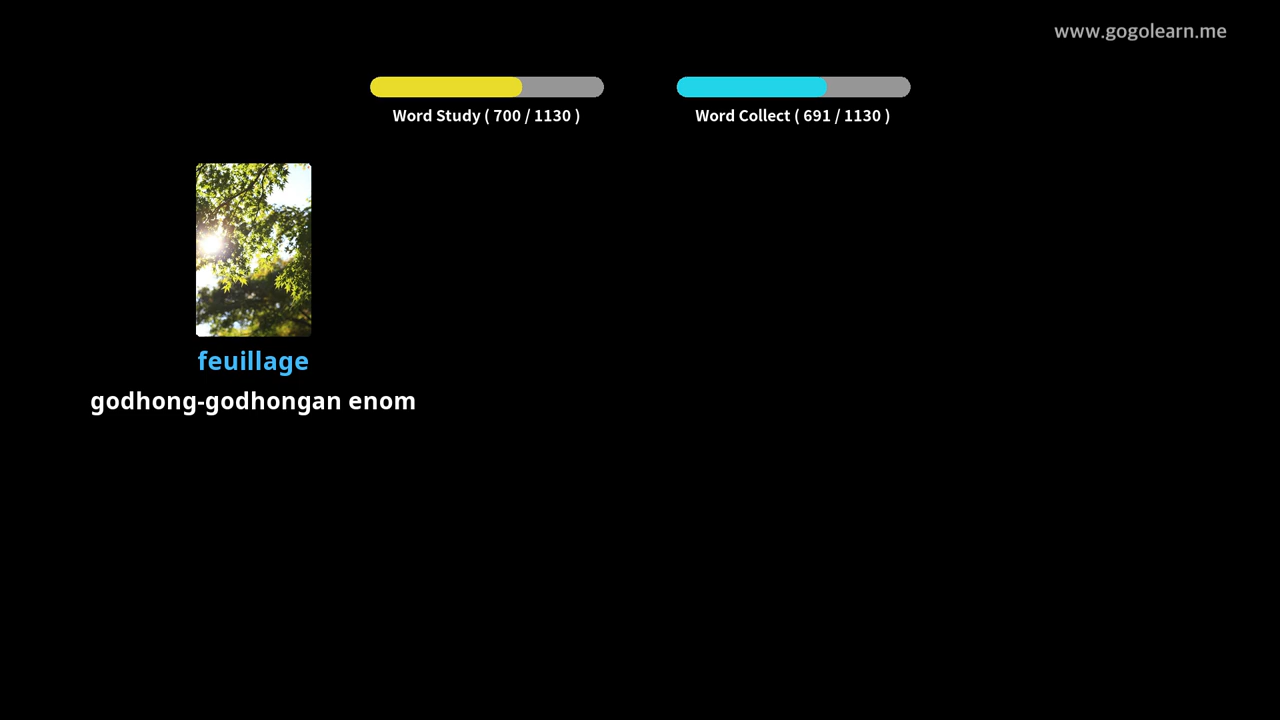 www.gogolearn.me
Word Study ( 700 / 1130 )
Word Collect ( 691 / 1130 )
feuillage
godhong-godhongan enom